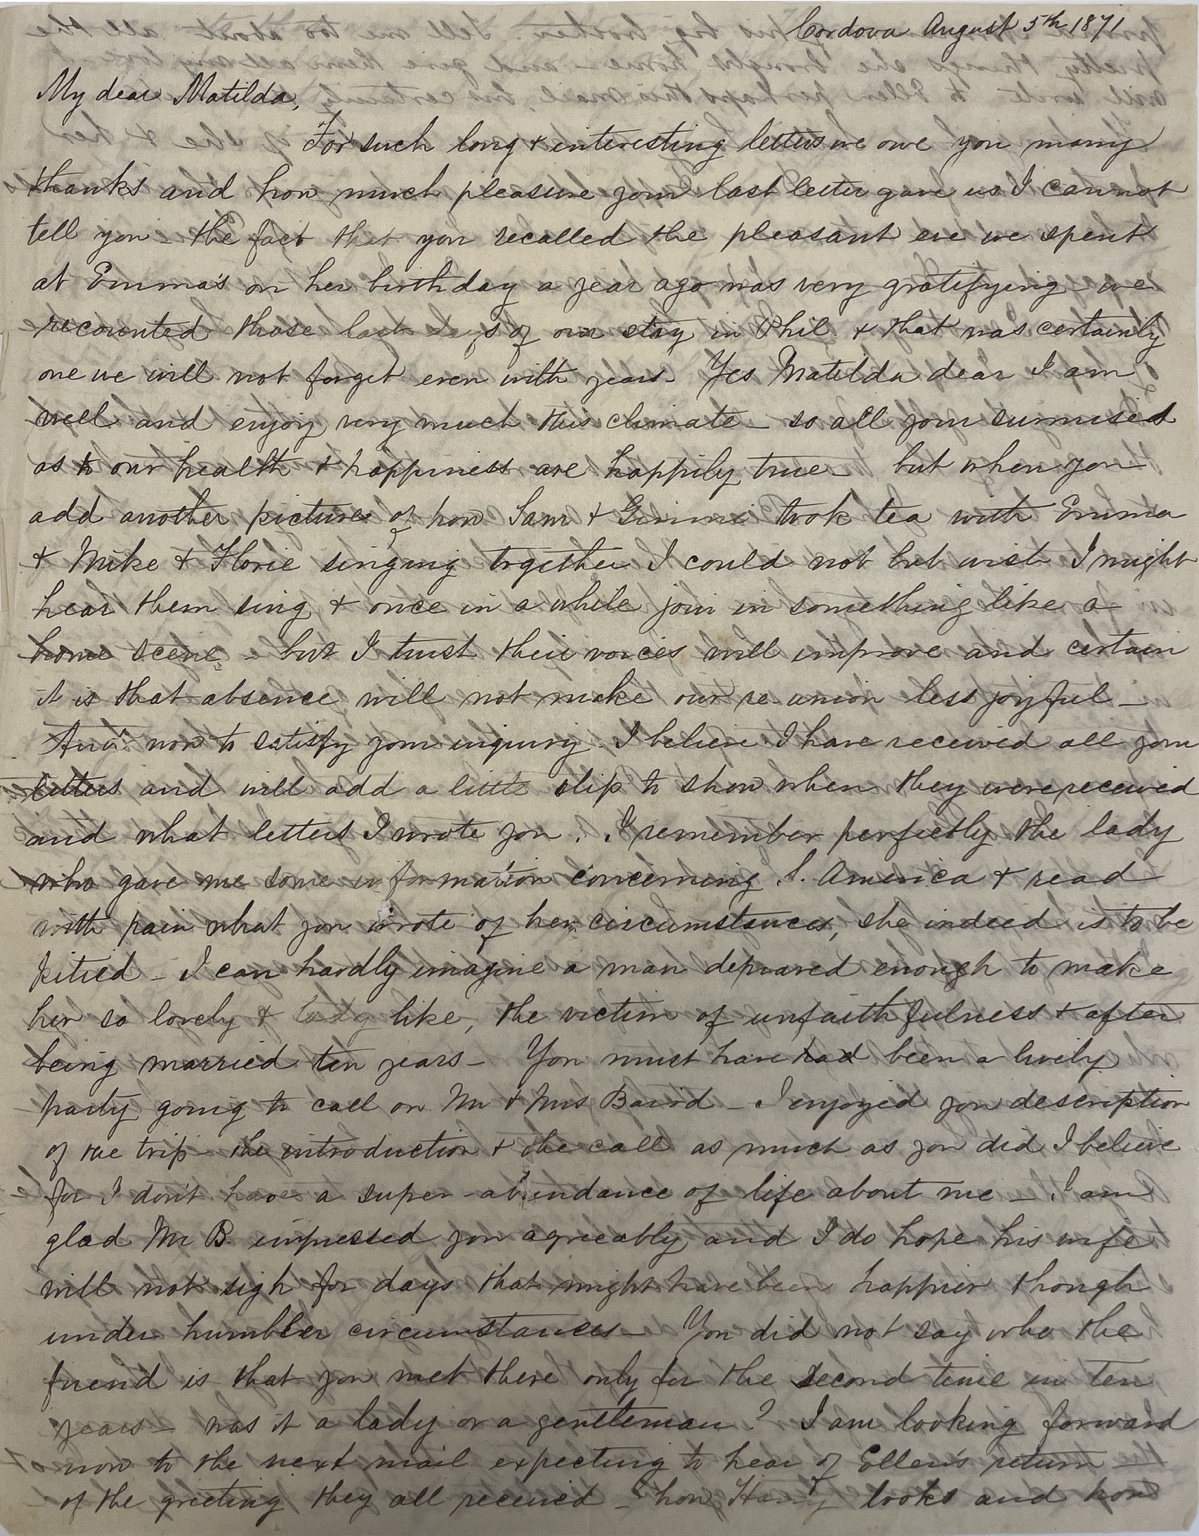 Cordova August 5th 1871
My dear Matilda,
For such long & interesting letters we owe you many
thanks and how much pleasure your last letter gave us I cannot
tell you - the fact that you recalled the pleasant eve we spent
at Emma's on her birthday a year ago was very gratifying we
recounted those last days of our stay in Phil & that was certainly
one we will not forget even with years. Yes Matilda dear I am
well and enjoy very much this climate - so all your surmised
as to our health & happiness are happily true but when you
add another picture of how Sam & took tea with Emma
& Mike & Florie singing together I could not but wish I might
hear them sing & once in a while join in something like a
home scene - but I trust their voices will improve and certain
it is that absence will not make our re-union less joyful -
And now to satisfy your inquiry. I believe I have received all your
letters and will add a little slip to show when they were received
and what letters I wrote you. I remember perfectly the lady
who gave me some information concerning S. America & read
with pain what you wrote of her circumstances, she indeed is to be
pitied - I can hardly imagine a man depraved enough to make
her so lovely & lady like, the victim of unfaithfulness & after
being married ten years - You must have had been a lively
party going to call on Mr & Mrs Baird - I enjoyed your description
of the trip - the introduction & the call as much as you did I believe
for I don't have a super-abundance of life about me - I am
glad Mr B. impressed you agreeably and I do hope his wife
will not sigh for days that might have been happier though
under humbler circumstances - You did not say who the
friend is that you met there only for the second time in ten
years - was it a lady or a gentleman? I am looking forward
now to the next mail expecting to hear of Ellen's return
of the greeting they all received - how Harry looks and how